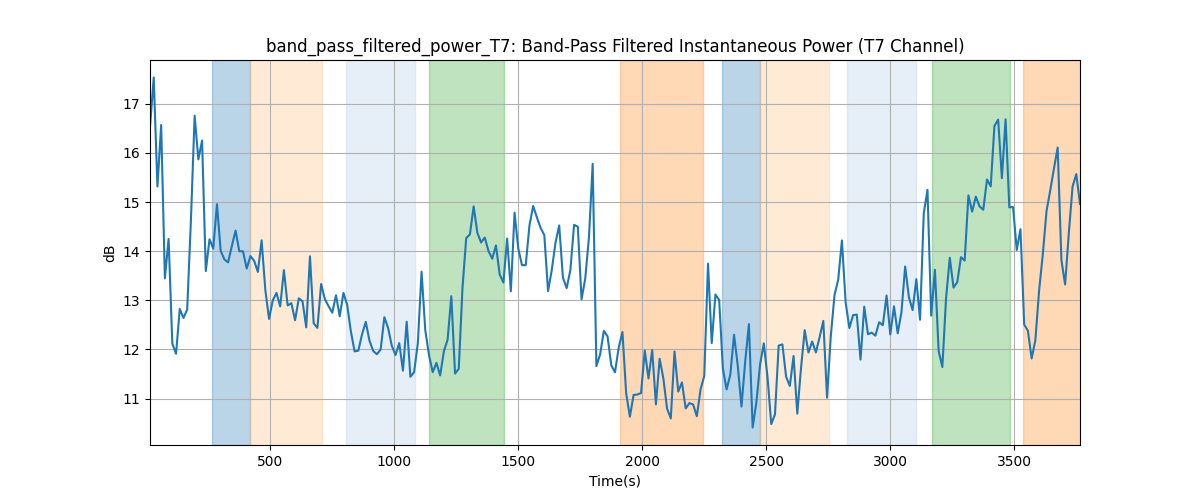 band_pass_filtered_power_T7: Band-Pass Filtered Instantaneous Power (T7 Channel)
17
16
15
14
13
12
11
dB
500 1000 1500 2000 2500 3000 3500
Time(s)